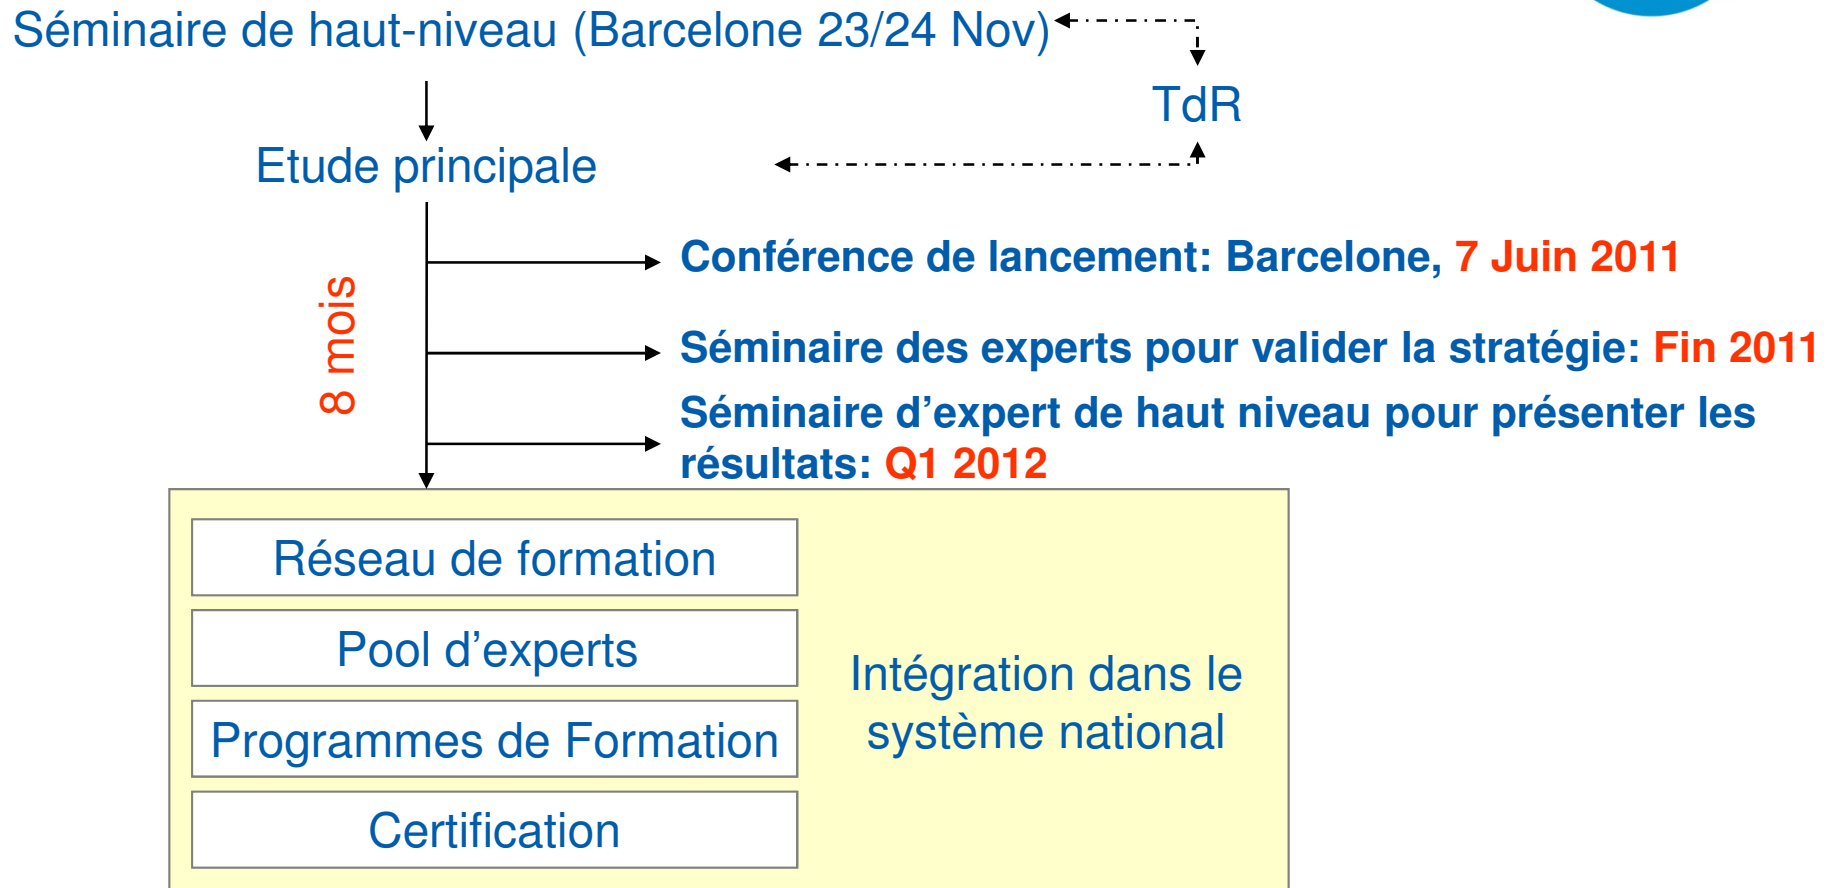 Séminaire de haut-niveau (Barcelone 23/24 Nov)
TdR
Etude principale
8 mois
Conférence de lancement: Barcelone, 7 Juin 2011
Séminaire des experts pour valider la stratégie: Fin 2011
Séminaire d’expert de haut niveau pour présenter les
résultats: Q1 2012
Réseau de formation
Pool d’experts
Programmes de Formation
Certification
Intégration dans le
système national